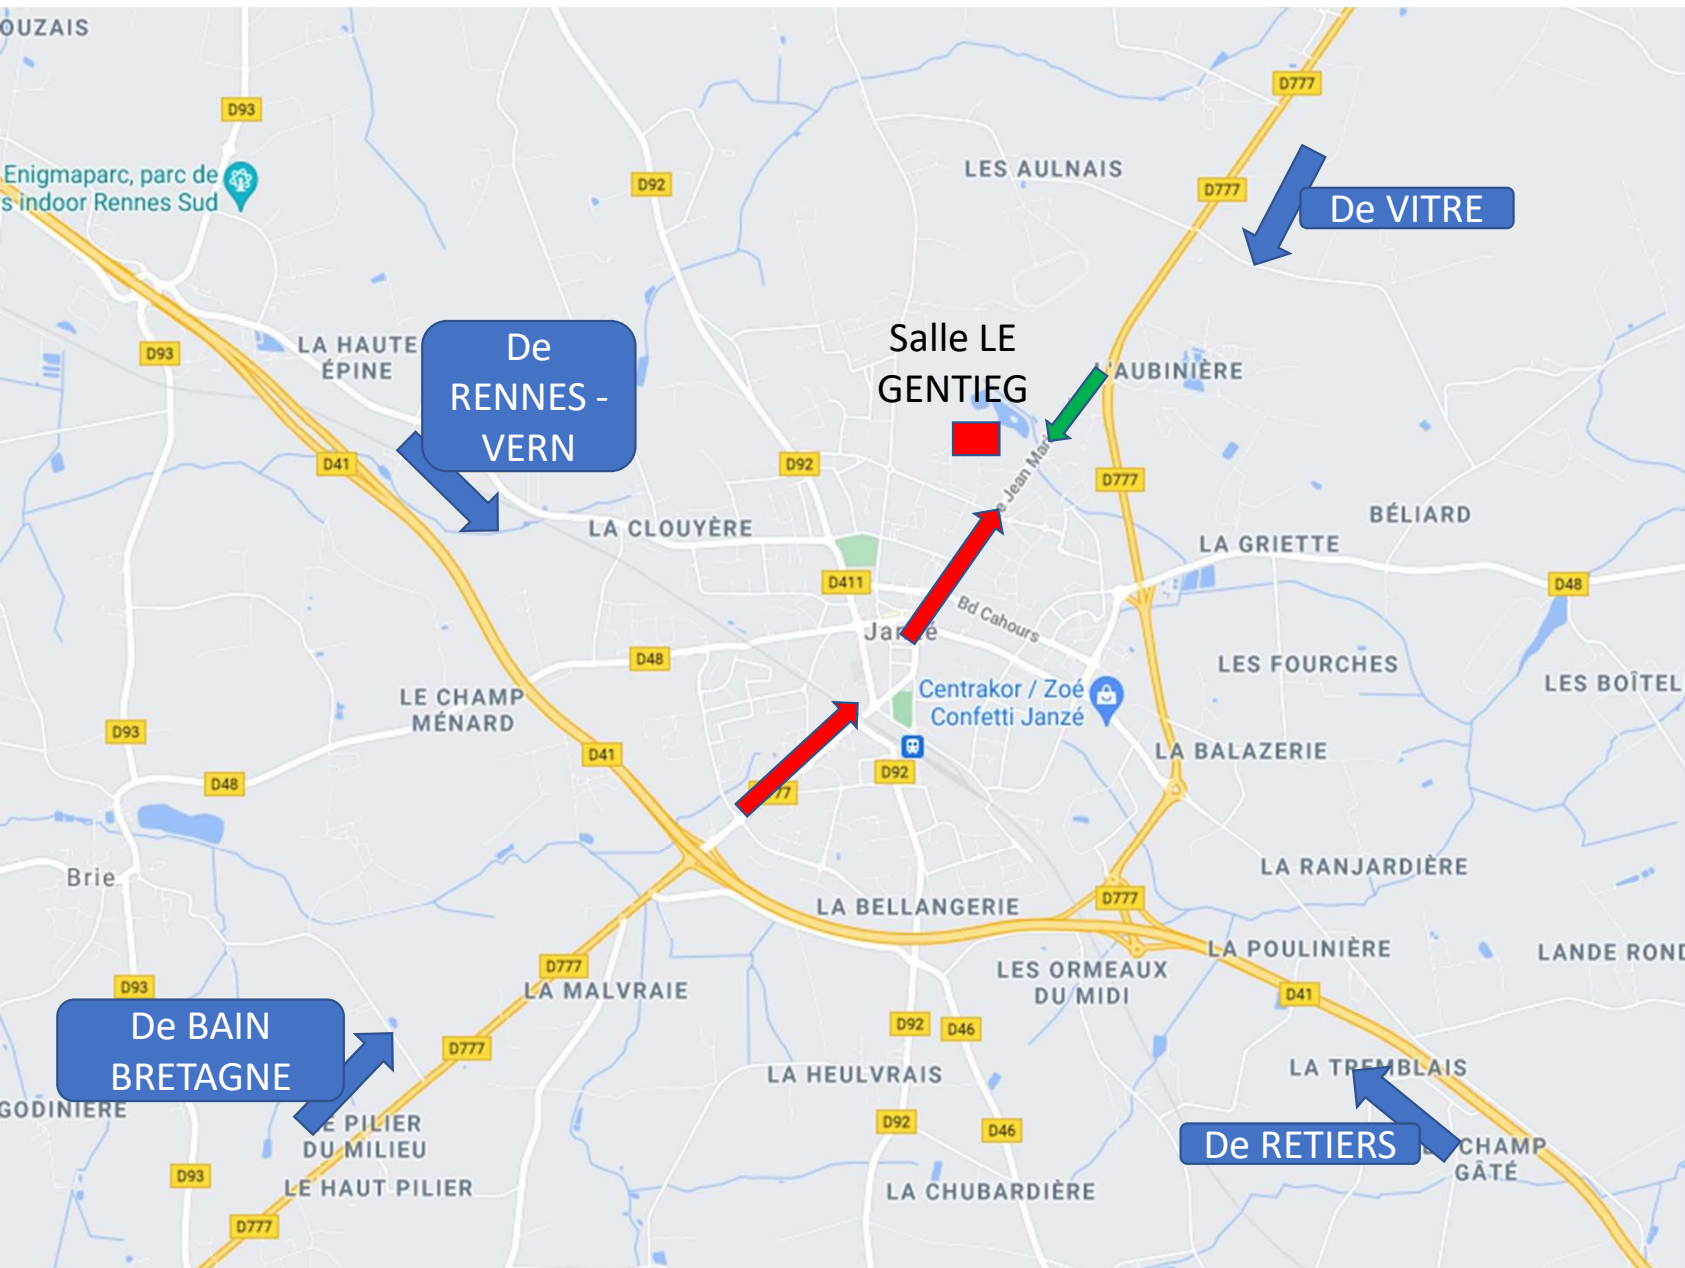 OUZAIS
D93
D777
Enigmaparc, parc de
s indoor Rennes Sud
D92
LES AULNAIS
D777
De VITRE
D93
LA HAUTE
ÉPINE
De
RENNES -
VERN
Salle LE
GENTIEG
L'AUBINIÈRE
D41
D92
D777
e Jean Mari
BÉLIARD
LA CLOUYÈRE
LA GRIETTE
D411
D48
Bd Cahours
Janzé
D48
LES FOURCHES
LES BOÎTEL
LE CHAMP
MÉNARD
Centrakor / Zoé
Confetti Janzé
D93
D41
LA BALAZERIE
D92
D48
77
Brie
LA RANJARDIÈRE
LA BELLANGERIE
D777
LA POULINIÈRE
LANDE ROND
D777
LES ORMEAUX
DU MIDI
D93
LA MALVRAIE
D41
De BAIN
BRETAGNE
D777
D92
D46
LA HEULVRAIS
LA TREMBLAIS
GODINIÈRE
E PILIER
DU MILIEU
D92
D46
De RETIERS
CHAMP
GÂTÉ
D93
LE HAUT PILIER
LA CHUBARDIÈRE
D777